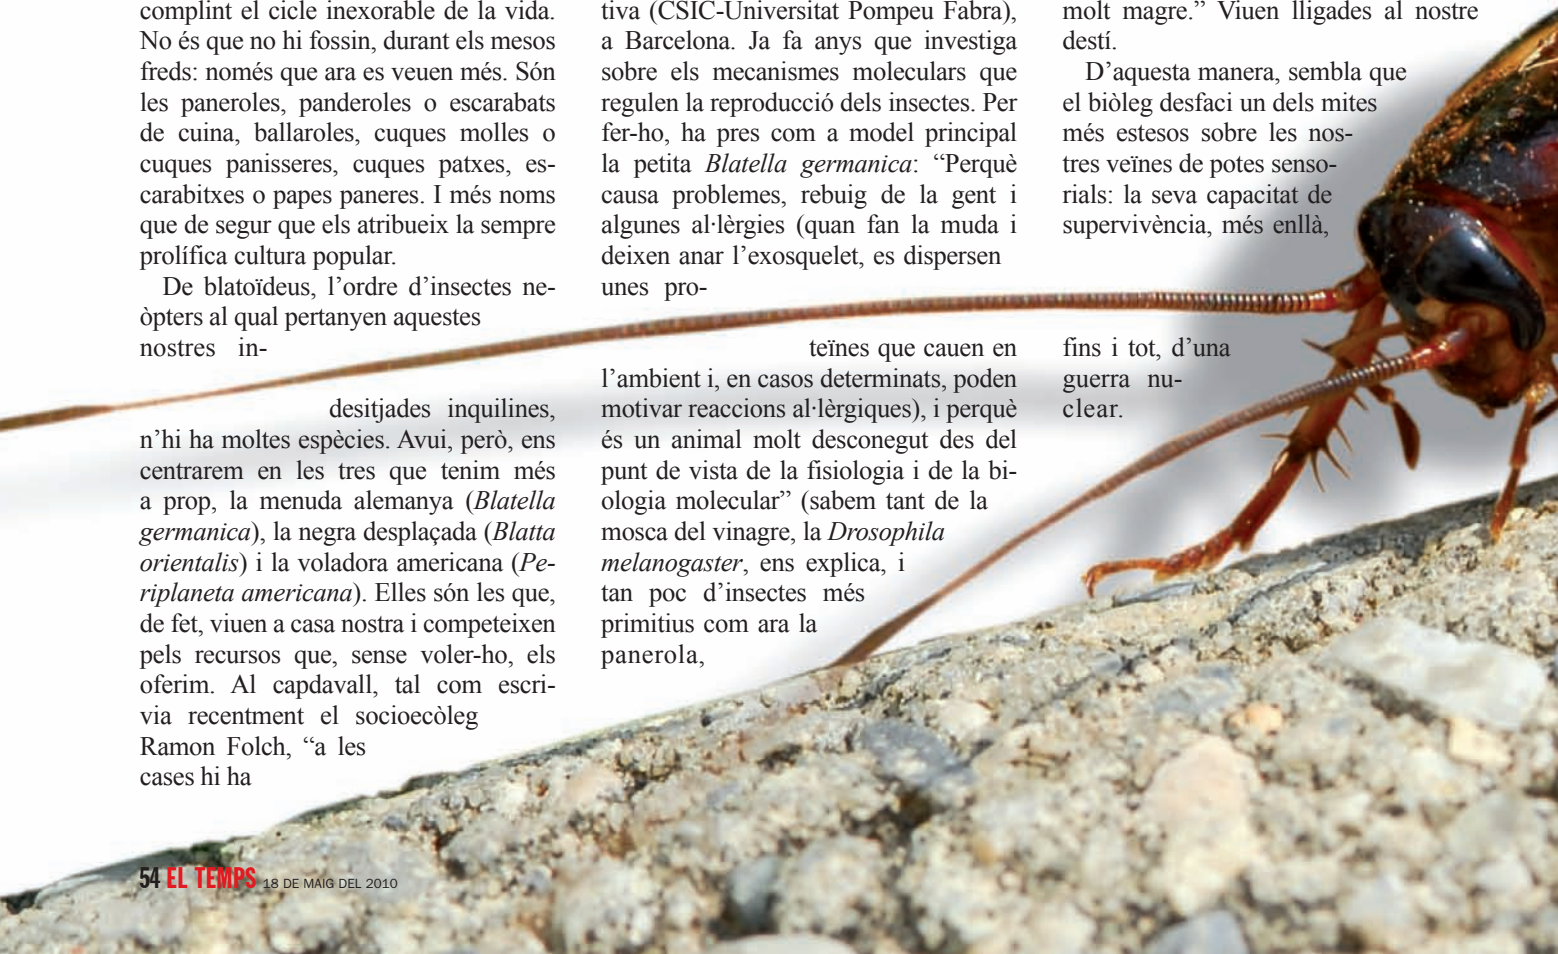 complint el cicle inexorable de la vida.
No és que no hi fossin, durant els mesos
freds: només que ara es veuen més. Són
les paneroles, panderoles o escarabats
de cuina, ballaroles, cuques molles o
cuques panisseres, cuques patxes, es-
carabitxes o papes paneres. I més noms
que de segur que els atribueix la sempre
prolífica cultura popular.
De blatoïdeus, l’ordre d’insectes ne-
òpters al qual pertanyen aquestes
nostres in-
desitjades inquilines,
n’hi ha moltes espècies. Avui, però, ens
centrarem en les tres que tenim més
a prop, la menuda alemanya (Blatella
germanica), la negra desplaçada (Blatta
orientalis) i la voladora americana (Pe-
riplaneta americana). Elles són les que,
de fet, viuen a casa nostra i competeixen
pels recursos que, sense voler-ho, els
oferim. Al capdavall, tal com escri-
via recentment el socioecòleg
Ramon Folch, “a les
cases hi ha
tiva (CSIC-Universitat Pompeu Fabra),
a Barcelona. Ja fa anys que investiga
sobre els mecanismes moleculars que
regulen la reproducció dels insectes. Per
fer-ho, ha pres com a model principal
la petita Blatella germanica: “Perquè
causa problemes, rebuig de la gent i
algunes al·lèrgies (quan fan la muda i
deixen anar l’exosquelet, es dispersen
unes pro-
teïnes que cauen en
l’ambient i, en casos determinats, poden
motivar reaccions al·lèrgiques), i perquè
és un animal molt desconegut des del
punt de vista de la fisiologia i de la bi-
ologia molecular” (sabem tant de la
mosca del vinagre, la Drosophila
melanogaster, ens explica, i
tan poc d’insectes més
primitius com ara la
panerola,
molt magre.” Viuen lligades al nostre
destí.
D’aquesta manera, sembla que
el biòleg desfaci un dels mites
més estesos sobre les nos-
tres veïnes de potes senso-
rials: la seva capacitat de
supervivència, més enllà,
fins i tot, d’una
guerra nu-
clear.
54 EL TEMPS 18 DE MAIG DEL 2010